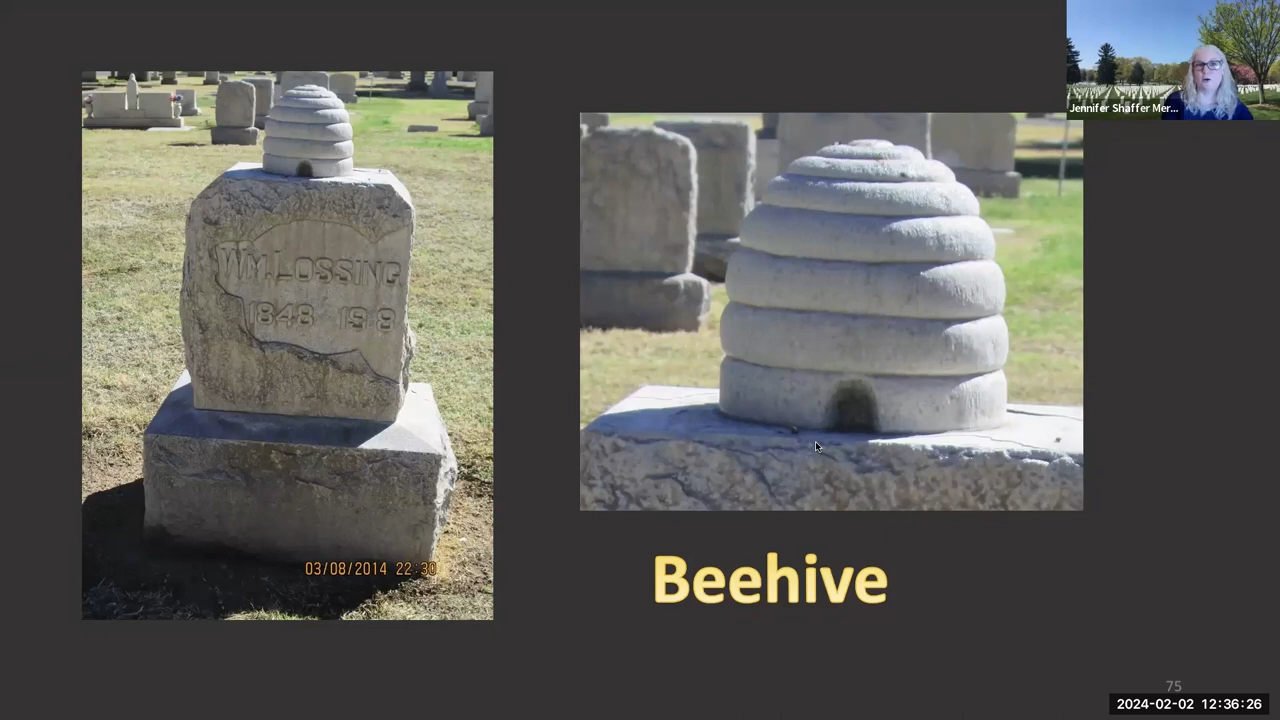 Jennifer Shaffer Mer...
WM. LOSSING
1848
03/08/2014 22:30
Beehive
75
2024-02-02 12:36:26